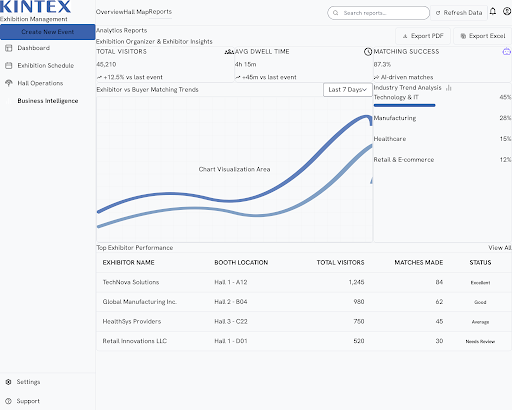 KINTEX
Exhibition Management
Create New Event
Dashboard
Exhibition Schedule
Hall Operations
Business Intelligence
Settings
Support
Overview Hall Map Reports
Search reports...
Refresh Data
Analytics Reports
Exhibition Organizer & Exhibitor Insights
Export PDF
Export Excel
TOTAL VISITORS
45,210
+12.5% vs last event
AVG DWELL TIME
4h 15m
+45m vs last event
MATCHING SUCCESS
87.3%
AI-driven matches
Exhibitor vs Buyer Matching Trends
Last 7 Days
Chart Visualization Area
Industry Trend Analysis
Technology & IT 45%
Manufacturing 28%
Healthcare 15%
Retail & E-commerce 12%
Top Exhibitor Performance View All
EXHIBITOR NAME BOOTH LOCATION TOTAL VISITORS MATCHES MADE STATUS
TechNova Solutions Hall 1 - A12 1,245 84 Excellent
Global Manufacturing Inc. Hall 2 - B04 980 62 Good
HealthSys Providers Hall 3 - C22 750 45 Average
Retail Innovations LLC Hall 1 - D01 520 30 Needs Review